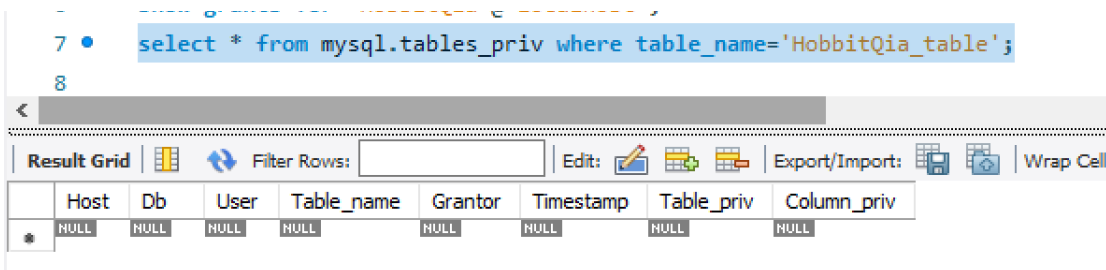 7 select * from mysql.tables_priv where table_name='HobbitQia_table';
8
Result Grid Filter Rows: Edit: Export/Import: Wrap Cell
Host Db User Table_name Grantor Timestamp Table_priv Column_priv
NULL NULL NULL NULL NULL NULL NULL NULL